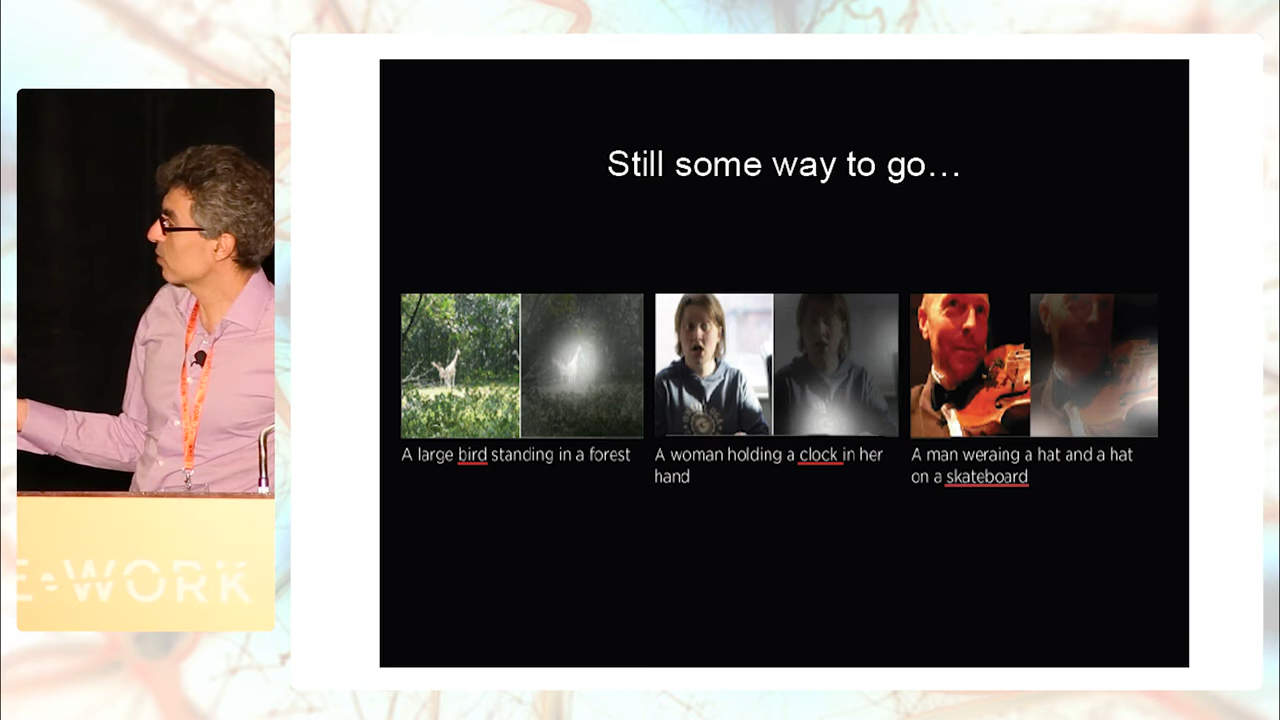 Still some way to go...
A large bird standing in a forest
A woman holding a clock in her
hand
A man weraing a hat and a hat
on a skateboard
E•WORK